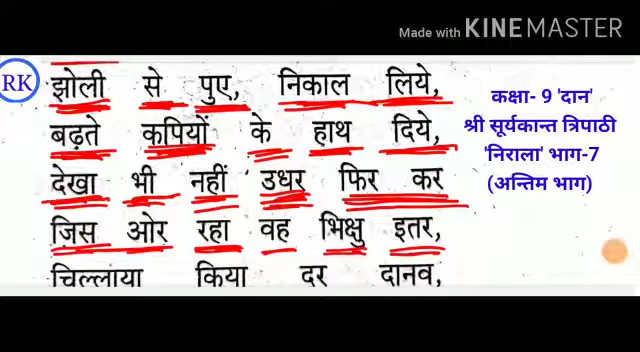 Made with KINEMASTER
RK
झोली से पुए, निकाल लिये,
बढ़ते कपियों के हाथ दिये,
देखा भी नहीं उधर फिर कर
जिस ओर रहा वह भिक्षु इतर,
चिल्लाया किया दूर दानव,
कक्षा- 9 'दान'
श्री सूर्यकान्त त्रिपाठी
'निराला' भाग-7
(अन्तिम भाग)